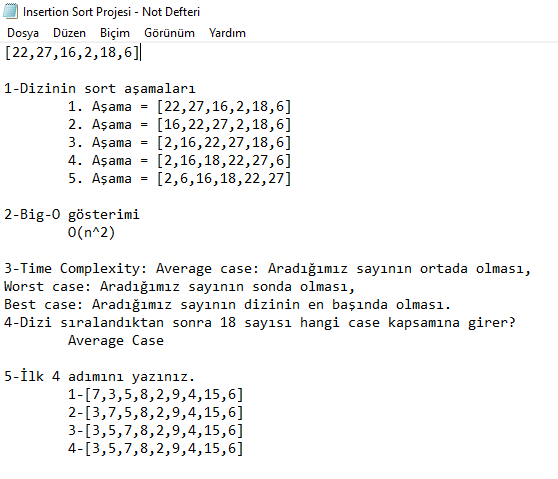 Insertion Sort Projesi - Not Defteri
Dosya Düzen Biçim Görünüm Yardım
[22,27,16,2,18,6]
1-Dizinin sort aşamaları
1. Aşama = [22,27,16,2,18,6]
2. Aşama = [16,22,27,2,18,6]
3. Aşama = [2,16,22,27,18,6]
4. Aşama = [2,16,18,22,27,6]
5. Aşama = [2,6,16,18,22,27]
2-Big-O gösterimi
O(n^2)
3-Time Complexity: Average case: Aradığımız sayının ortada olması,
Worst case: Aradığımız sayının sonda olması,
Best case: Aradığımız sayının dizinin en başında olması.
4-Dizi sıralandıktan sonra 18 sayısı hangi case kapsamına girer?
Average Case
5-İlk 4 adımını yazınız.
1-[7,3,5,8,2,9,4,15,6]
2-[3,7,5,8,2,9,4,15,6]
3-[3,5,7,8,2,9,4,15,6]
4-[3,5,7,8,2,9,4,15,6]